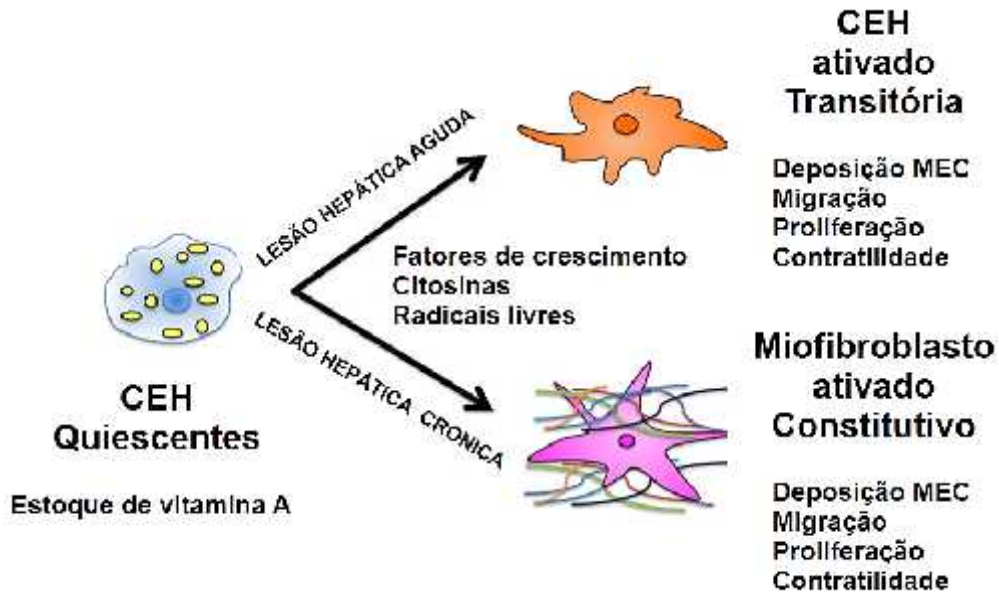 CEH
ativado
Transitória
Deposição MEC
Migração
Proliferação
Contratilidade
LESÃO HEPÁTICA AGUDA
Fatores de crescimento
Citosinas
Radicais livres
LESÃO HEPÁTICA CRONICA
CEH
Quiescentes
Estoque de vitamina A
Miofibroblasto
ativado
Constitutivo
Deposição MEC
Migração
Proliferação
Contratilidade